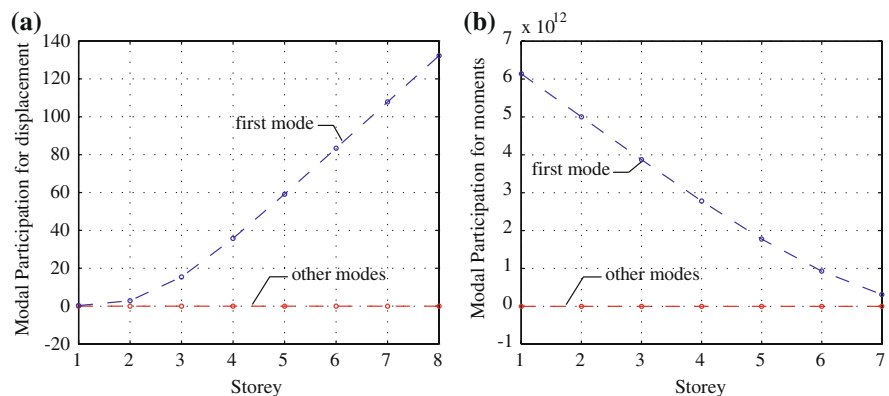 (a)
Modal Participation for displacement
140
120
100
80
60
40
20
0
-20
first mode
other modes
1 2 3 4 5 6 7 8
Storey
(b)
x 10^12
Modal Participation for moments
7
6
5
4
3
2
1
0
-1
first mode
other modes
1 2 3 4 5 6 7
Storey